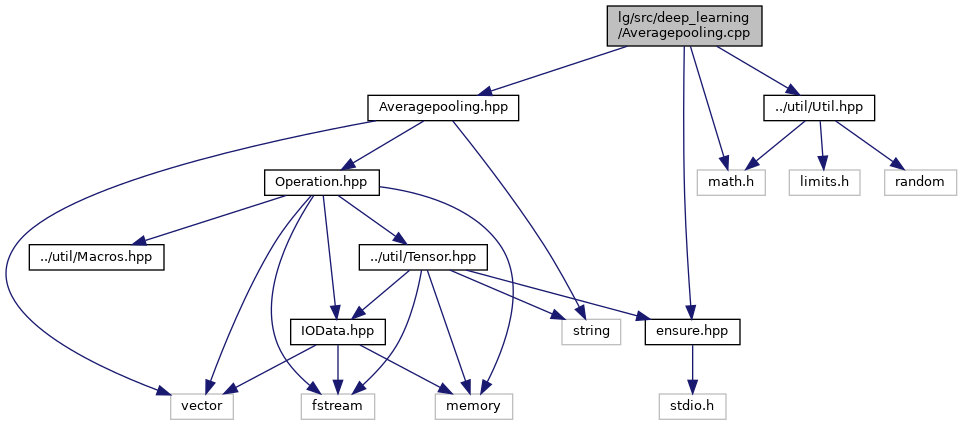 lg/src/deep_learning
/Averagepooling.cpp
Averagepooling.hpp
../util/Util.hpp
Operation.hpp
math.h
limits.h
random
../util/Macros.hpp
../util/Tensor.hpp
IOData.hpp
string
ensure.hpp
vector
fstream
memory
stdio.h